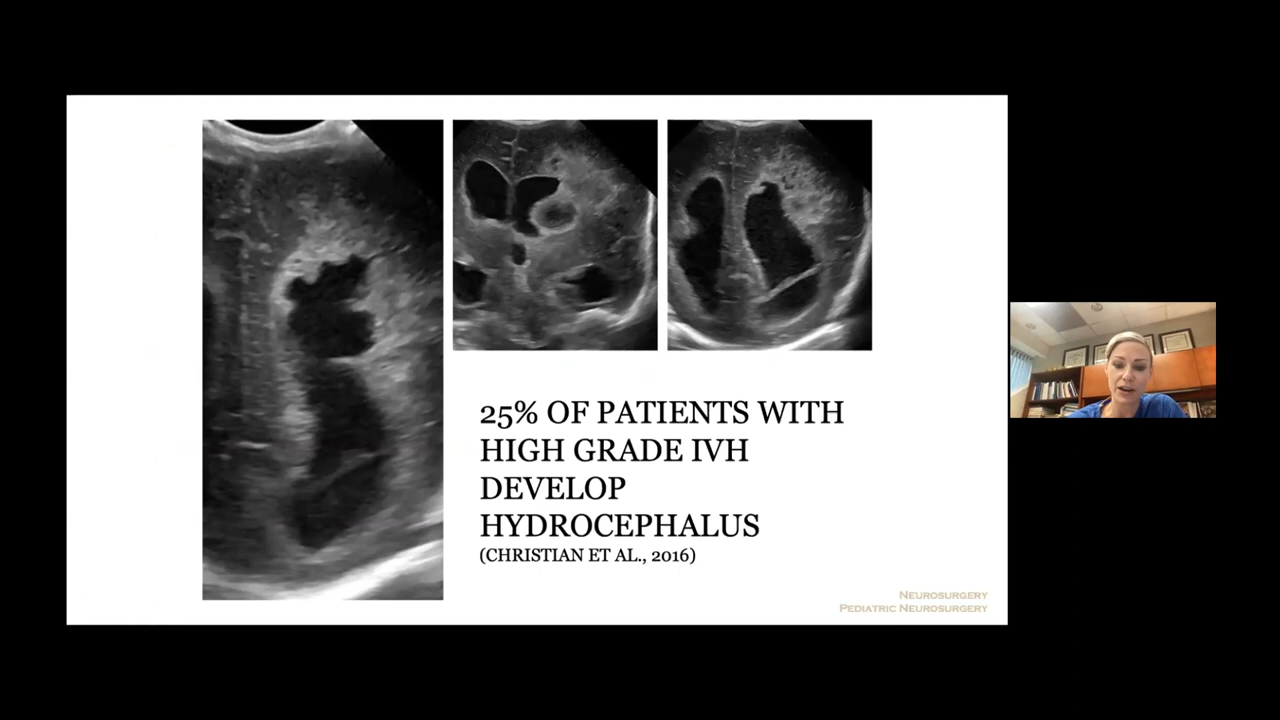 25% OF PATIENTS WITH
HIGH GRADE IVH
DEVELOP
HYDROCEPHALUS
(CHRISTIAN ET AL., 2016)
NEUROSURGERY
PEDIATRIC NEUROSURGERY